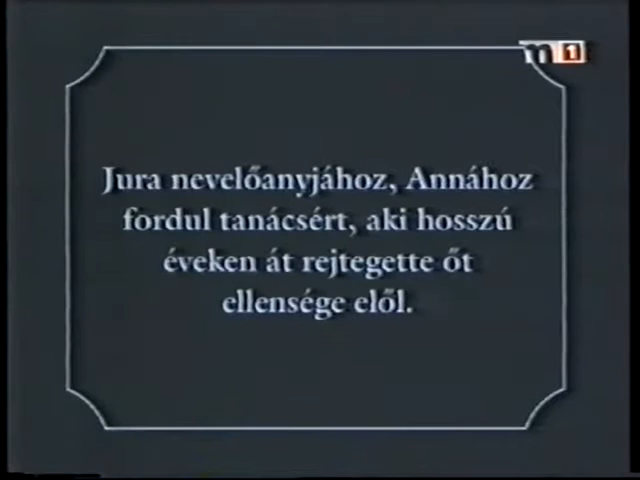 m1
Jura nevelőanyjához, Annához
fordul tanácsért, aki hosszú
éveken át rejtegette őt
ellensége elől.